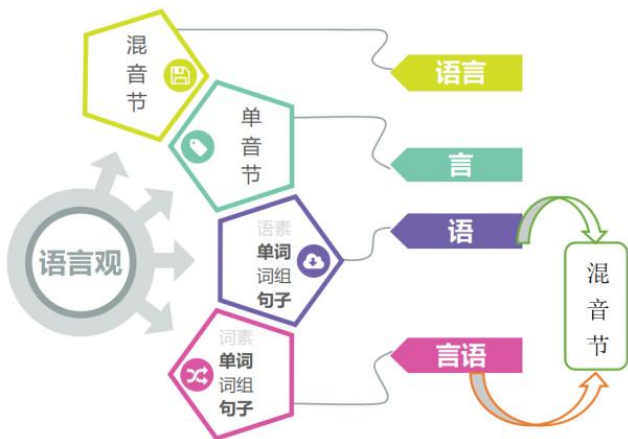 混
音
节
语言
单
音
节
言
语言观
语素
单词
词组
句子
语
混
音
节
词素
单词
词组
句子
言语